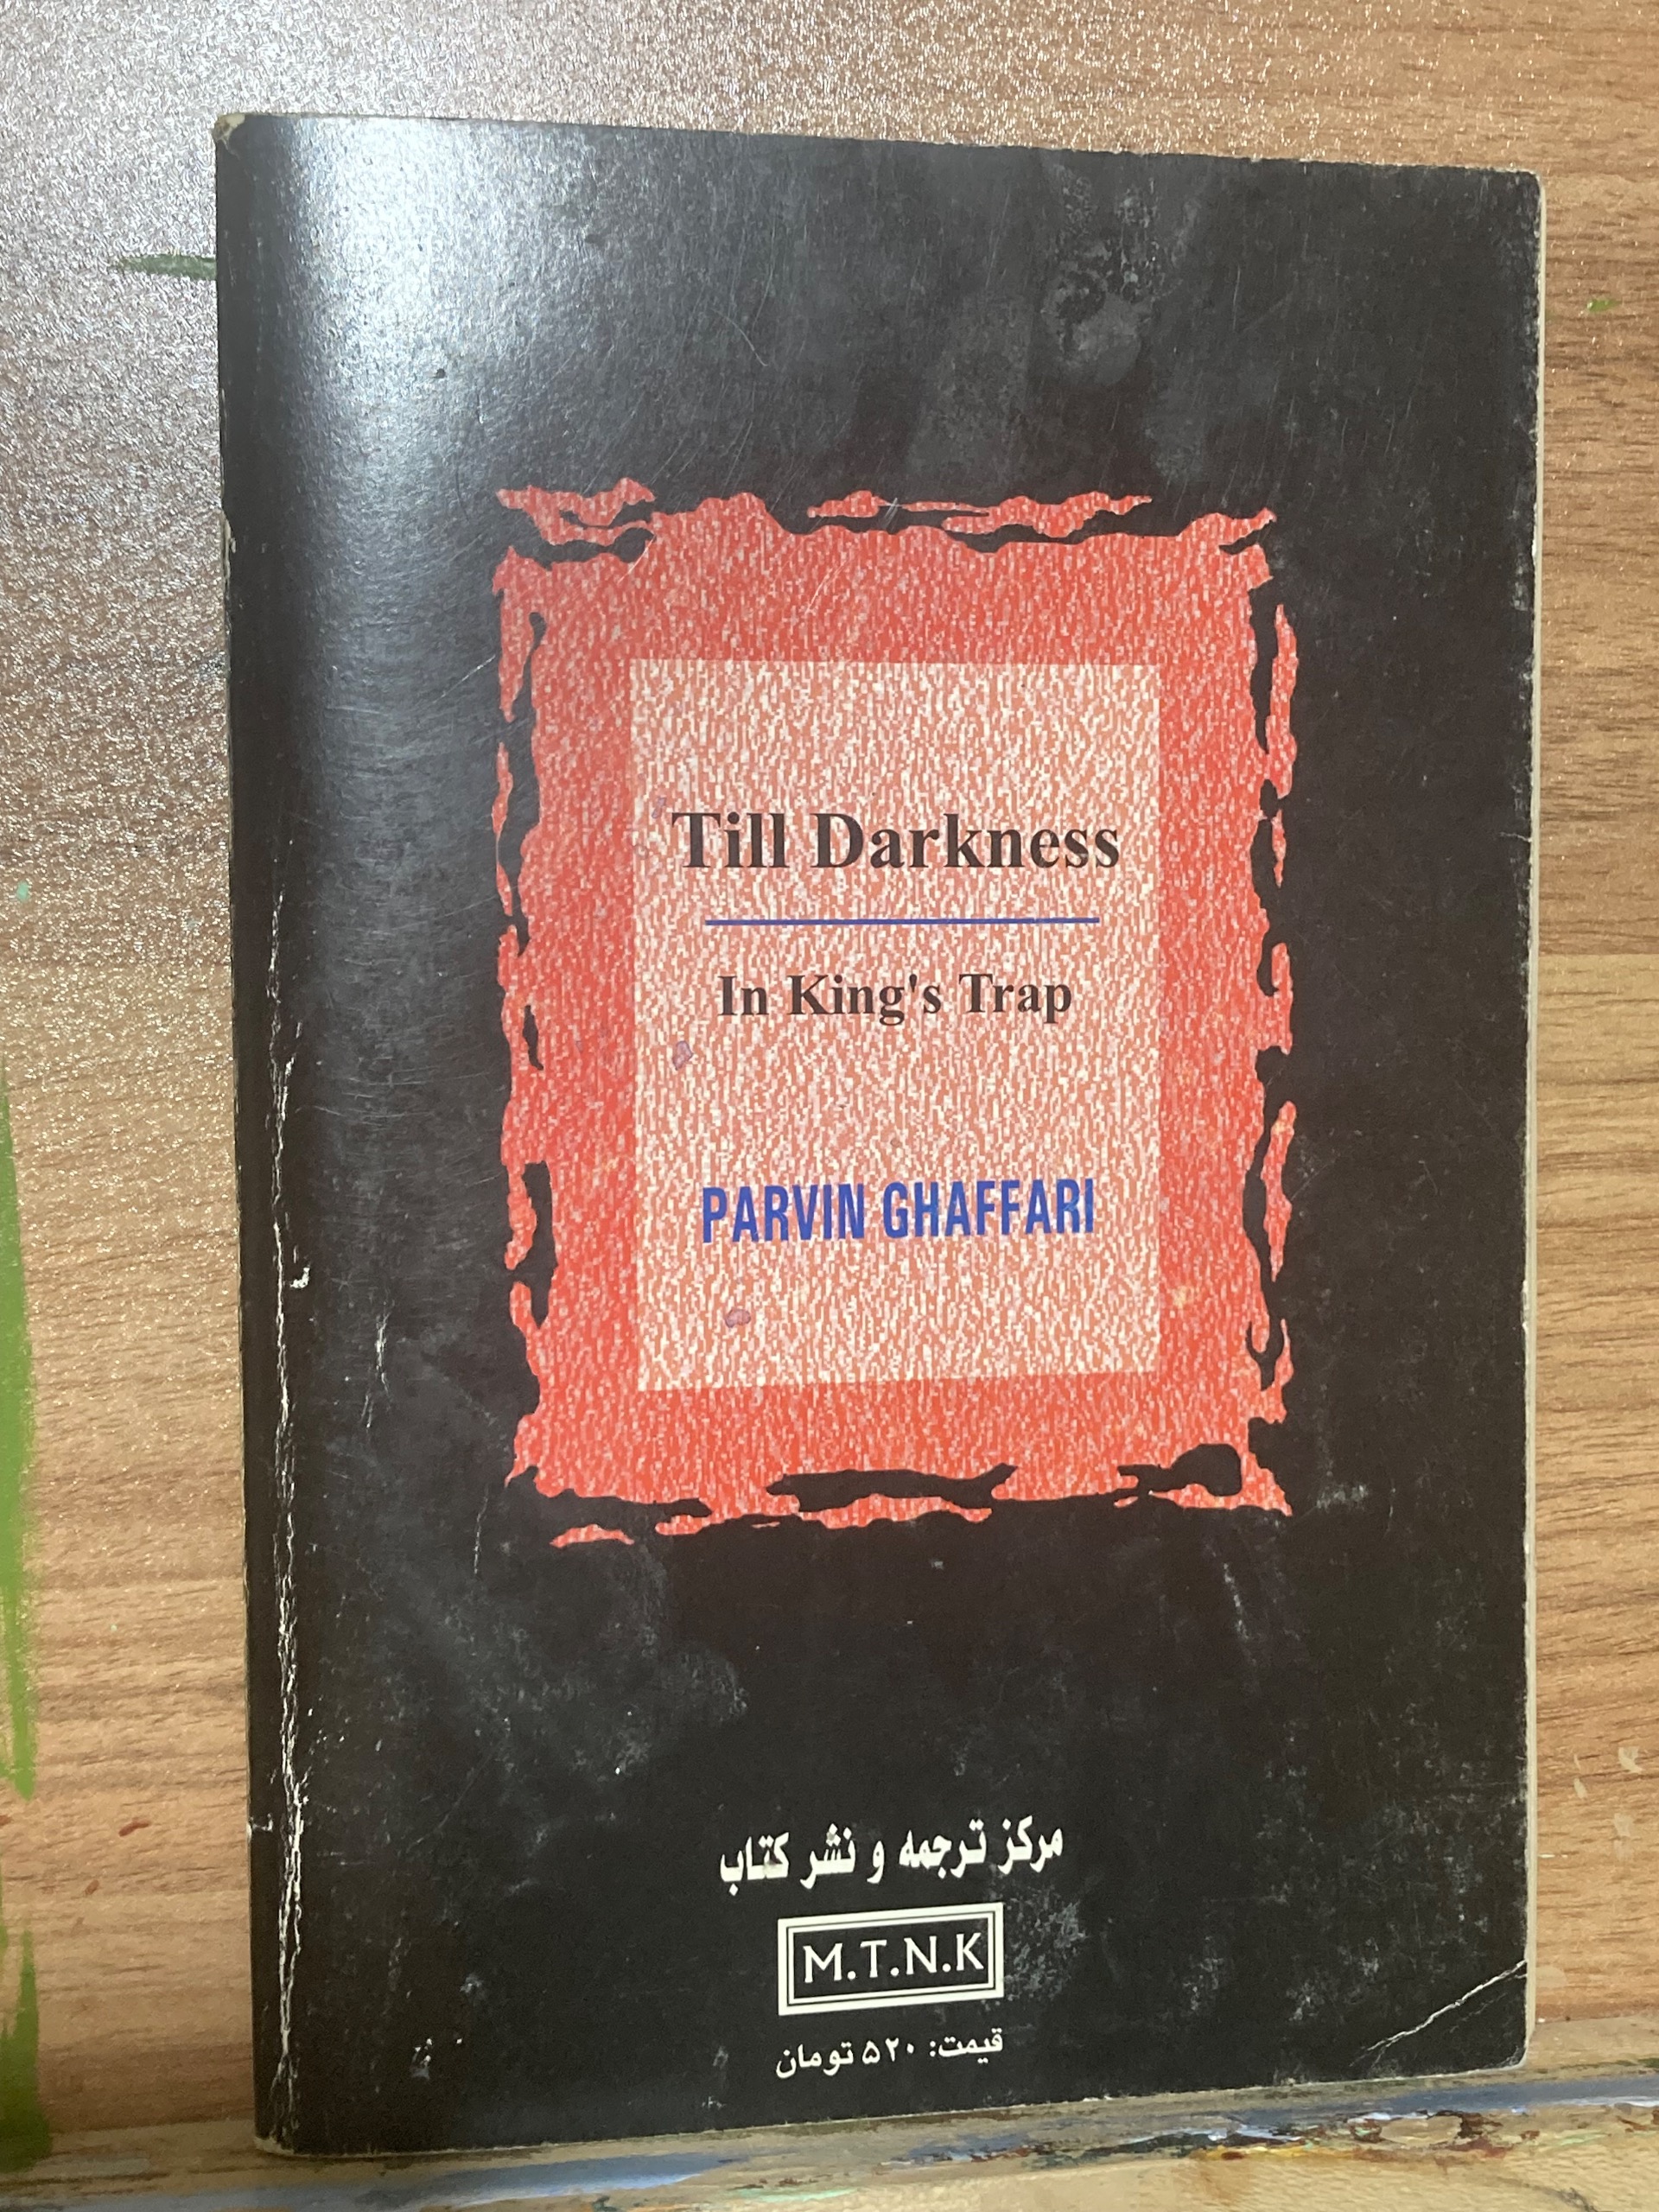 Till Darkness
In King's Trap
PARVIN GHAFFARI
مرکز ترجمه و نشر کتاب
M.T.N.K
قیمت: ۵۲۰ تومان